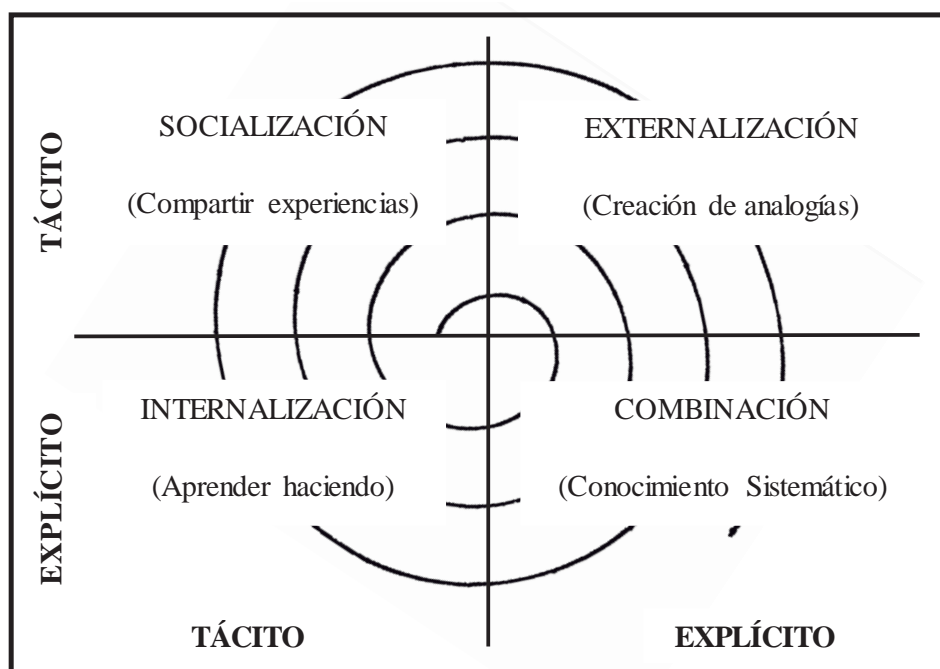 SOCIALIZACIÓN
(Compartir experiencias)
EXTERNALIZACIÓN
(Creación de analogías)
TÁCITO
INTERNALIZACIÓN
(Aprender haciendo)
COMBINACIÓN
(Conocimiento Sistemático)
EXPLÍCITO
TÁCITO
EXPLÍCITO